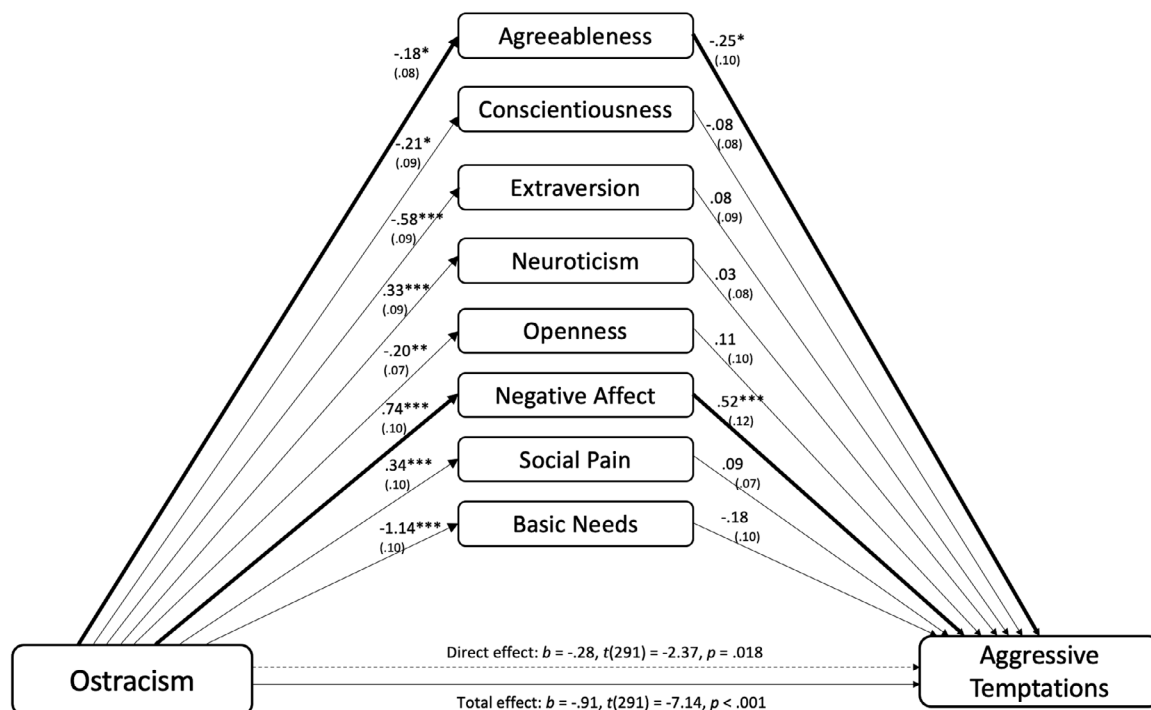 Agreeableness
-.18*
(.08)
-.25*
(.10)
Conscientiousness
-.21*
(.09)
-.08
(.08)
Extraversion
-.58***
(.09)
.08
(.09)
Neuroticism
.33***
(.09)
.03
(.08)
Openness
-.20**
(.07)
.11
(.10)
Negative Affect
.74***
(.10)
.52***
(.12)
Social Pain
.34***
(.10)
.09
(.07)
Basic Needs
-1.14***
(.10)
-.18
(.10)
Ostracism
Direct effect: b = -.28, t(291) = -2.37, p = .018
Total effect: b = -.91, t(291) = -7.14, p < .001
Aggressive
Temptations